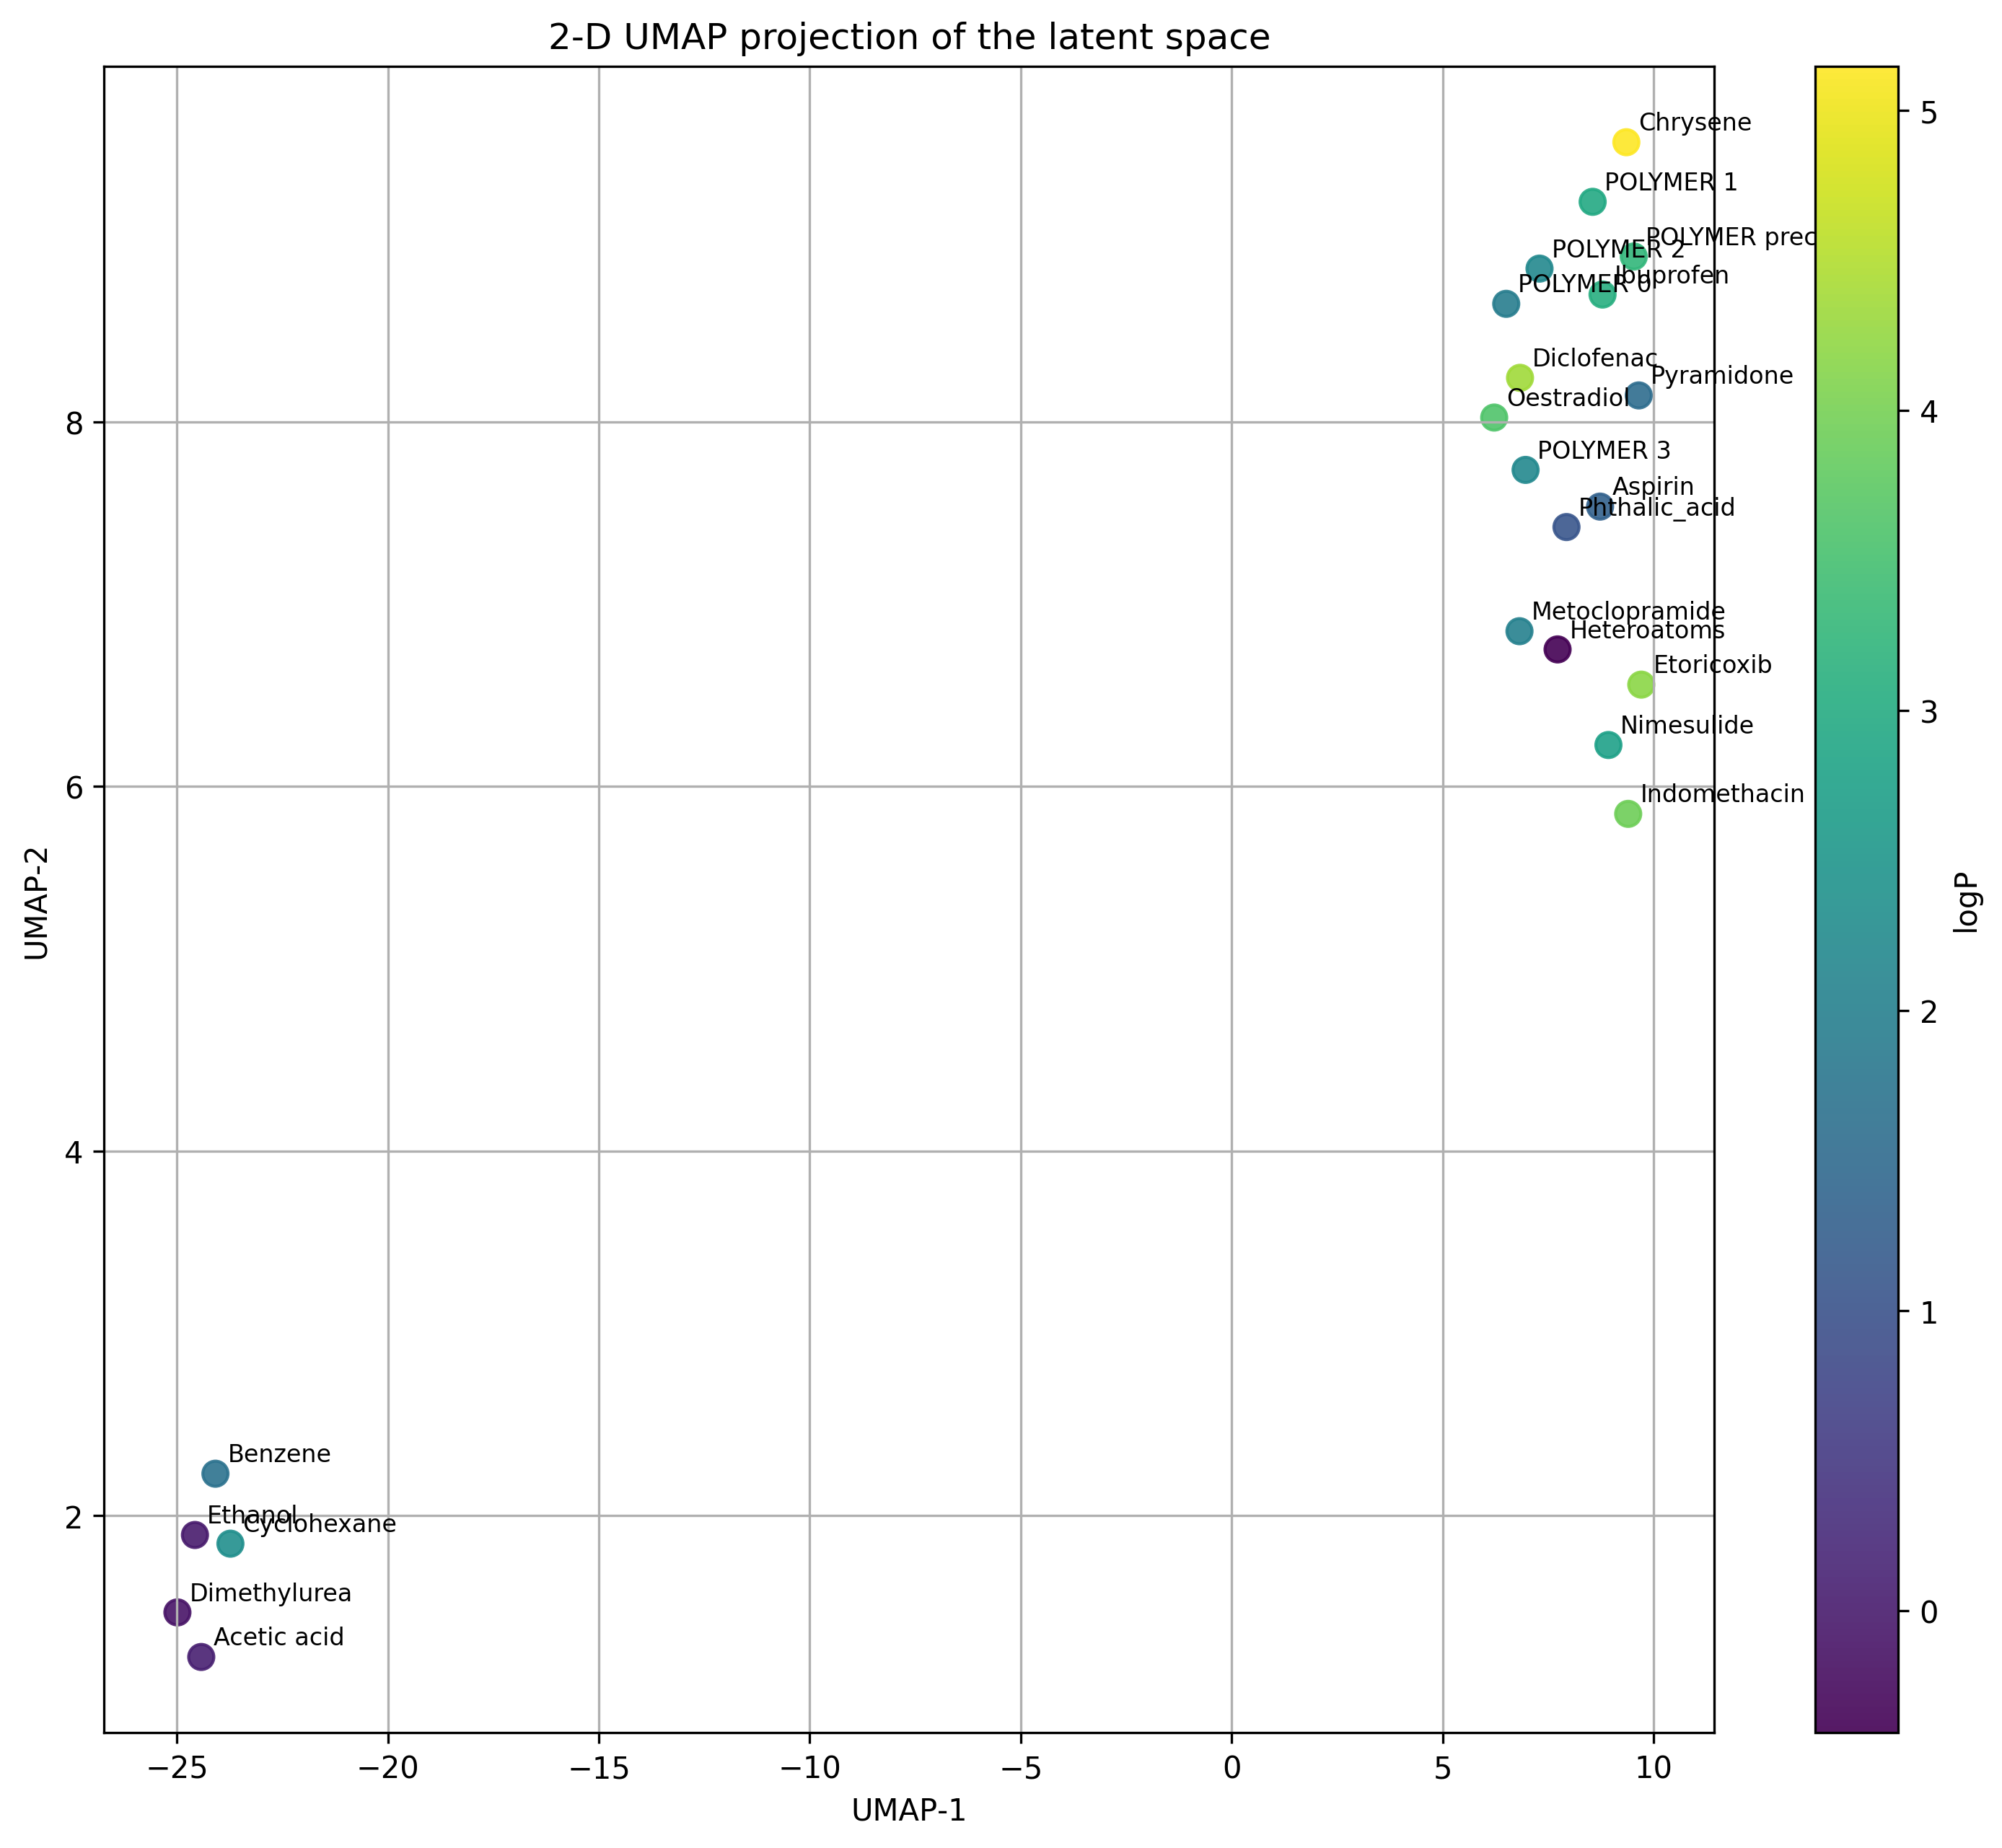 2-D UMAP projection of the latent space
Chrysene
POLYMER 1
POLYMER prec
POLYMER 2
Ibuprofen
POLYMER 0
Diclofenac
Pyramidone
Oestradiol
POLYMER 3
Aspirin
Phthalic_acid
Metoclopramide
Heteroatoms
Etoricoxib
Nimesulide
Indomethacin
Benzene
Ethanol
Cyclohexane
Dimethylurea
Acetic acid
8
6
4
2
UMAP-2
−25 −20 −15 −10 −5 0 5 10
UMAP-1
5
4
3
2
1
0
logP